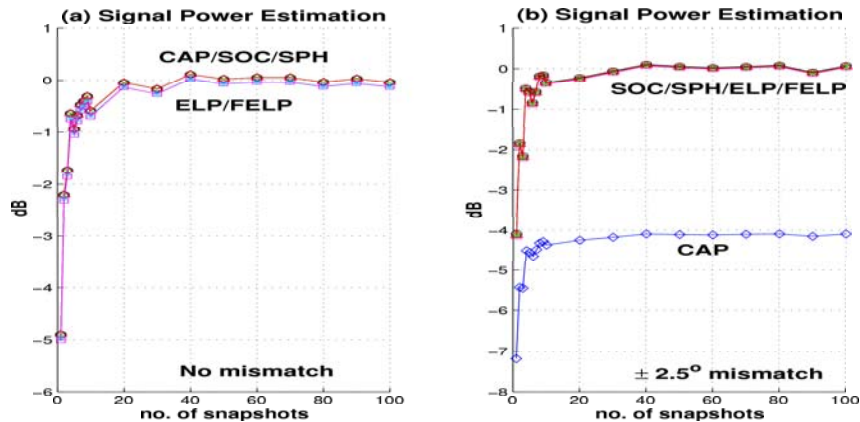 (a) Signal Power Estimation
1
0
−1
−2
−3
−4
−5
−6
dB
CAP/SOC/SPH
ELP/FELP
No mismatch
0 20 40 60 80 100
no. of snapshots
(b) Signal Power Estimation
1
0
−1
−2
−3
−4
−5
−6
−7
−8
dB
SOC/SPH/ELP/FELP
CAP
± 2.5° mismatch
0 20 40 60 80 100
no. of snapshots